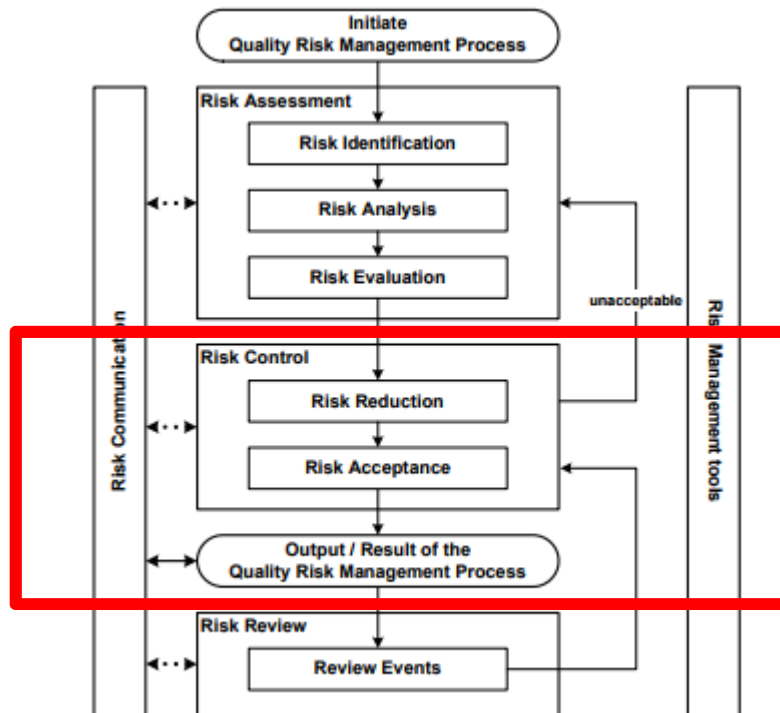 Initiate
Quality Risk Management Process
Risk Assessment
Risk Identification
Risk Analysis
Risk Evaluation
unacceptable
Risk Communication
Risk Management tools
Risk Control
Risk Reduction
Risk Acceptance
Output / Result of the
Quality Risk Management Process
Risk Review
Review Events